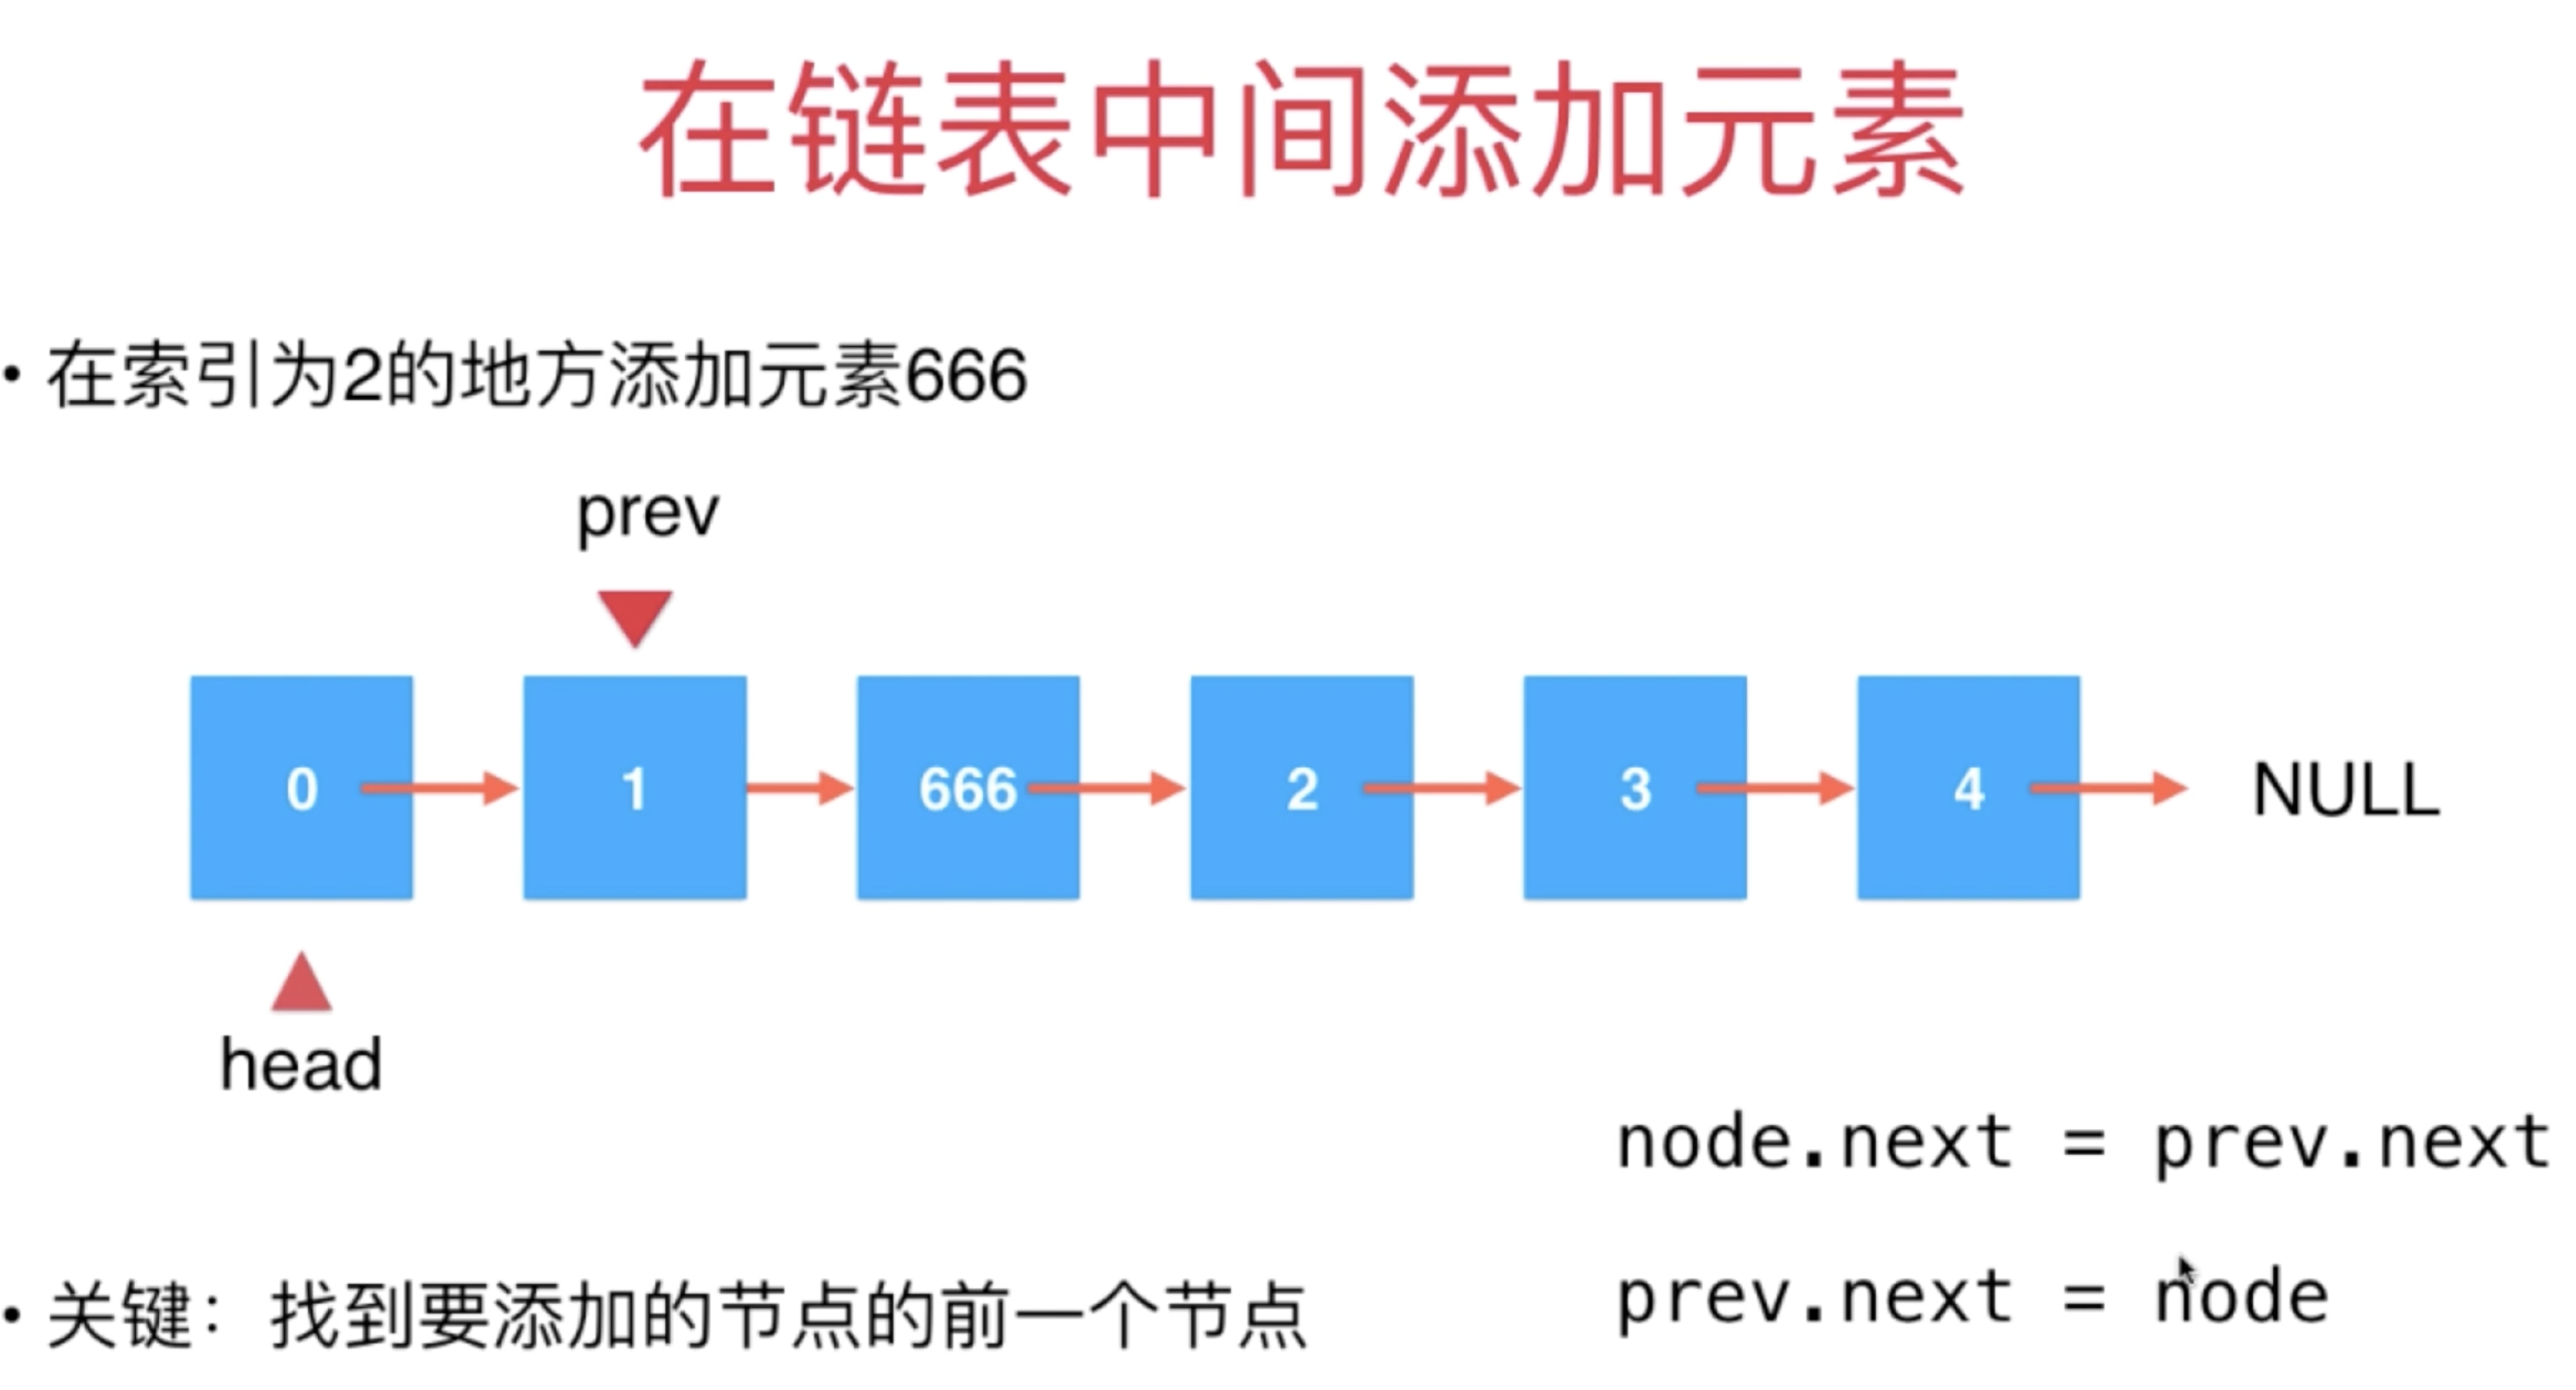 在链表中间添加元素
• 在索引为2的地方添加元素666
prev
0 1 666 2 3 4 NULL
head
node.next = prev.next
prev.next = node
• 关键：找到要添加的节点的前一个节点